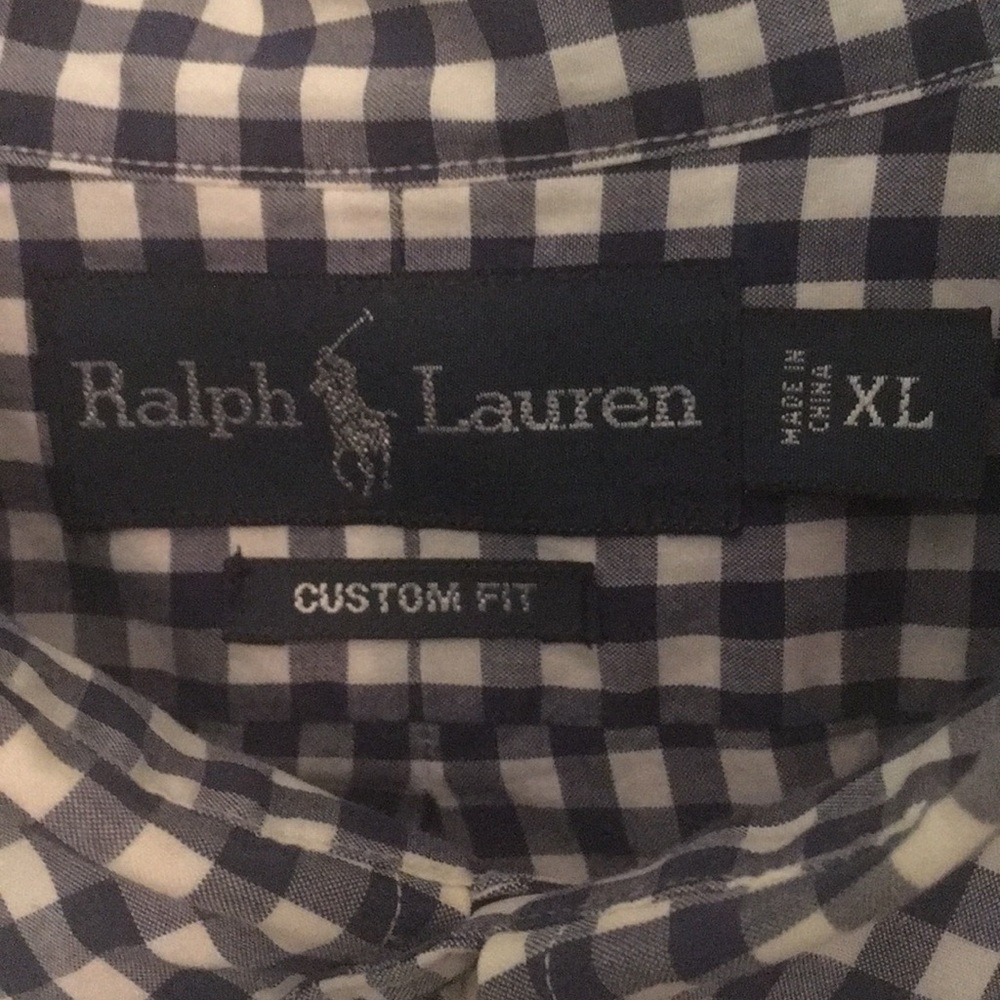 Ralph Lauren
MADE IN
CHINA
XL
CUSTOM FIT